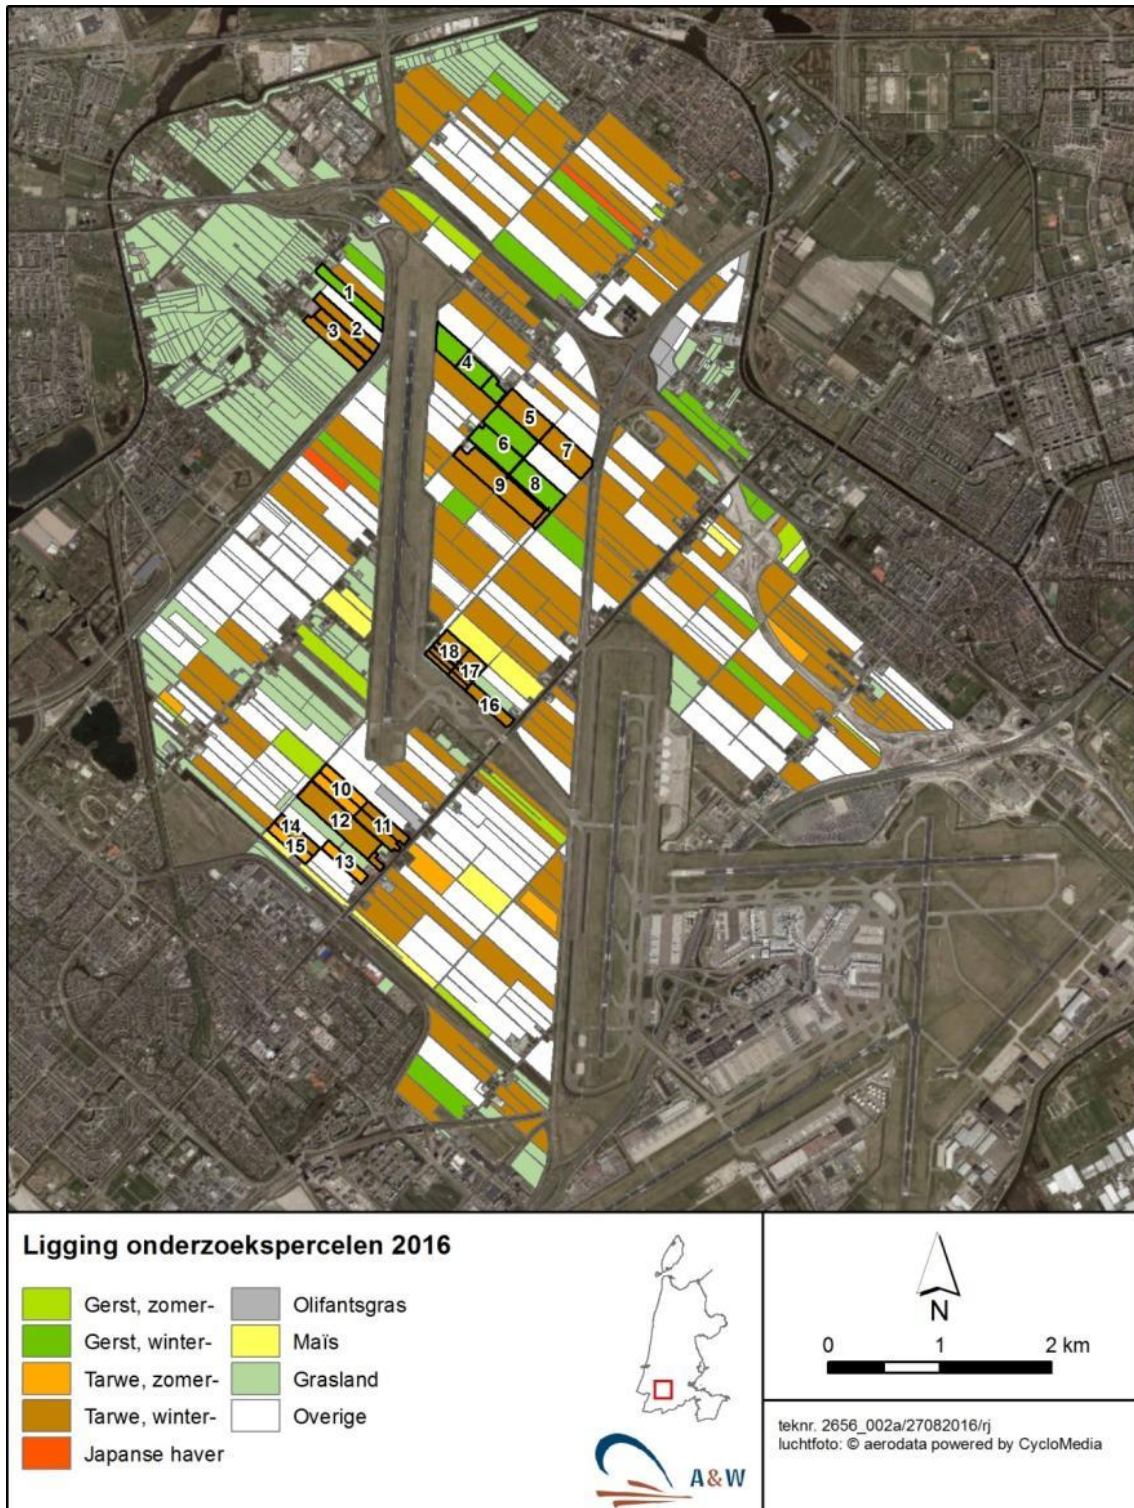 1
2
3
4
5
6
7
8
9
18
17
16
10
11
12
14
15
13
Ligging onderzoekspercelen 2016
Gerst, zomer-
Gerst, winter-
Tarwe, zomer-
Tarwe, winter-
Japanse haver
Olifantsgras
Maïs
Grasland
Overige
A&W
N
0 1 2 km
teknr. 2656_002a/27082016/rj
luchtfoto: © aerodata powered by CycloMedia